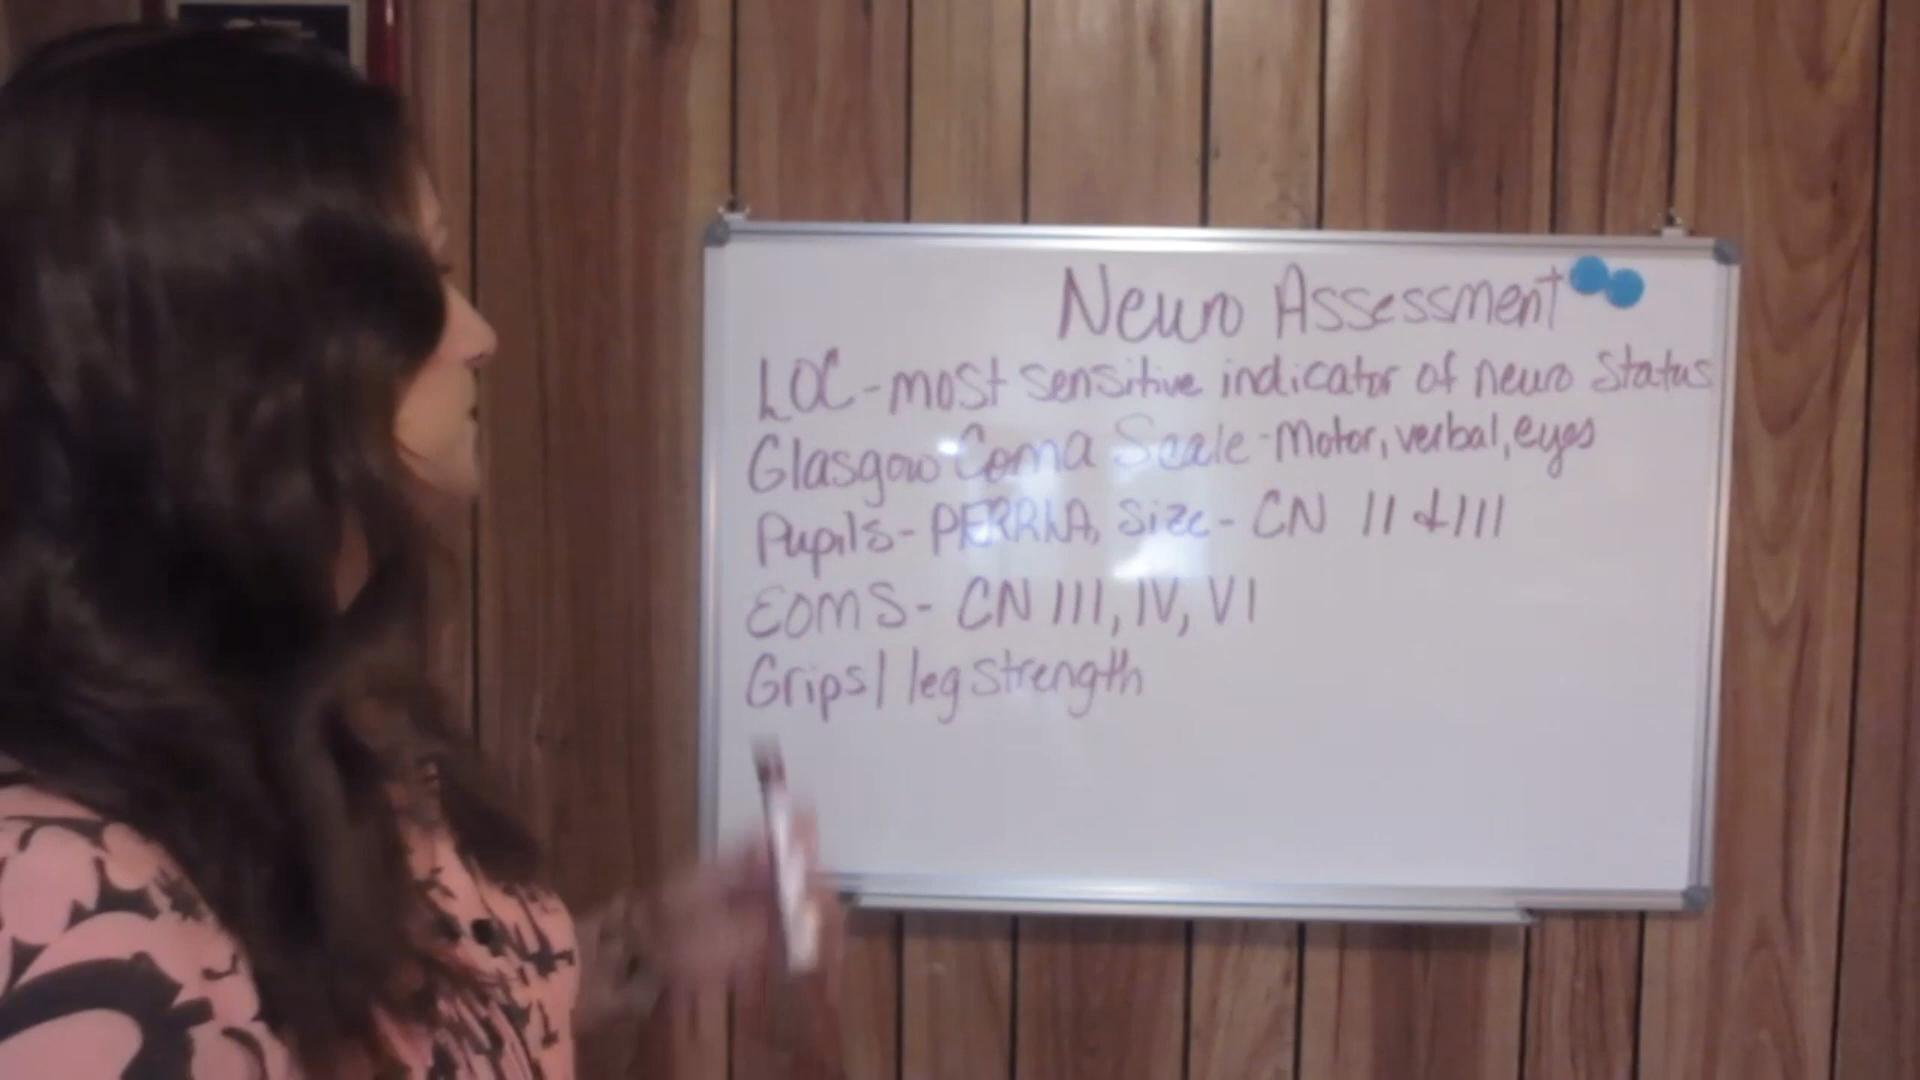 Neuro Assessment
LOC - most sensitive indicator of neuro status
Glasgow Coma Scale - Motor, verbal, eyes
Pupils - PERRLA, size - CN II & III
EOMS - CN III, IV, VI
Grips / leg strength